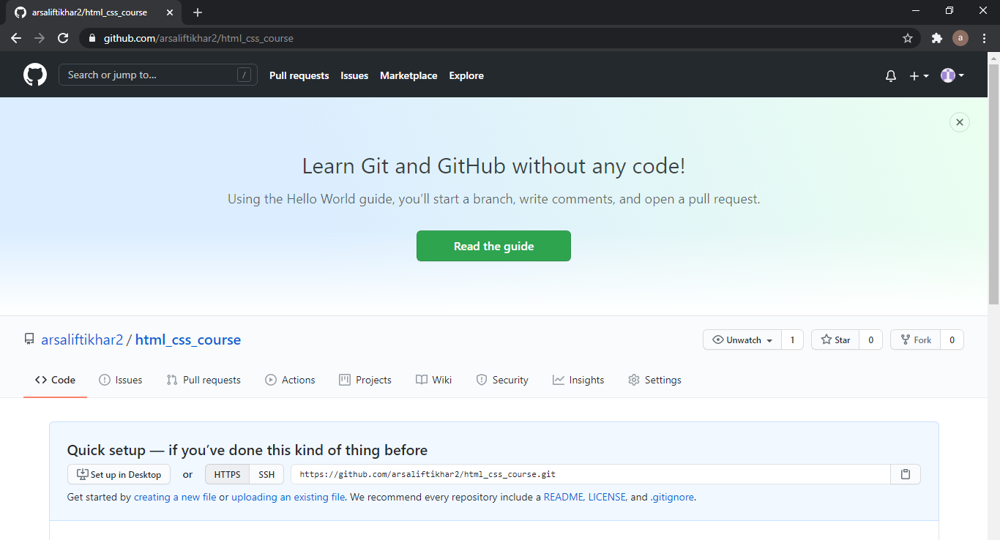 arsaliftikhar2/html_css_course
github.com/arsaliftikhar2/html_css_course
a
Search or jump to... /
Pull requests Issues Marketplace Explore
Learn Git and GitHub without any code!
Using the Hello World guide, you’ll start a branch, write comments, and open a pull request.
Read the guide
arsaliftikhar2 / html_css_course
Unwatch 1 Star 0 Fork 0
Code Issues Pull requests Actions Projects Wiki Security Insights Settings
Quick setup — if you’ve done this kind of thing before
Set up in Desktop or HTTPS SSH https://github.com/arsaliftikhar2/html_css_course.git
Get started by creating a new file or uploading an existing file. We recommend every repository include a README, LICENSE, and .gitignore.